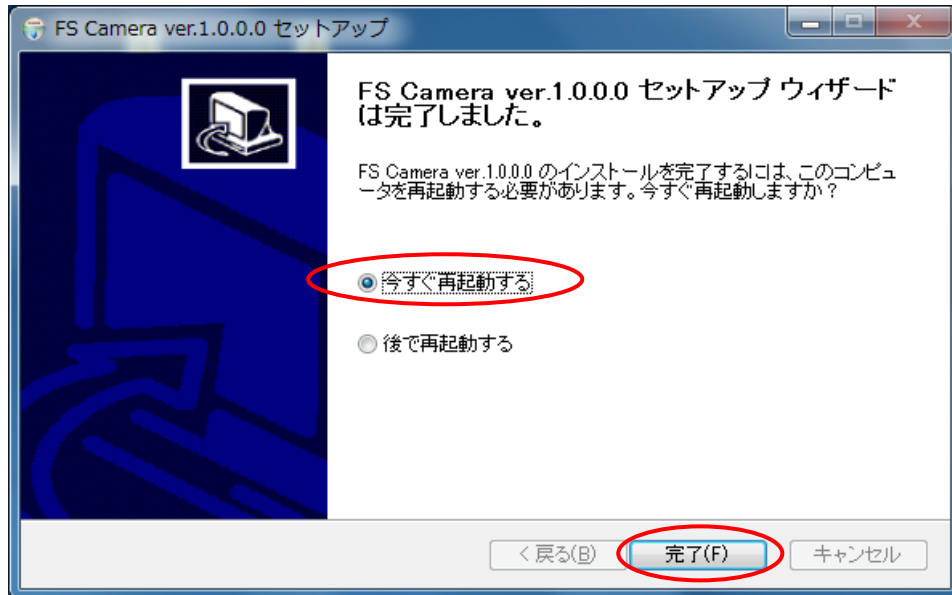 FS Camera ver.1.0.0.0 セットアップ
FS Camera ver.1.0.0.0 セットアップ ウィザード
は完了しました。
FS Camera ver.1.0.0.0 のインストールを完了するには、このコンピュ
ータを再起動する必要があります。今すぐ再起動しますか？
今すぐ再起動する
後で再起動する
< 戻る(B)
完了(F)
キャンセル